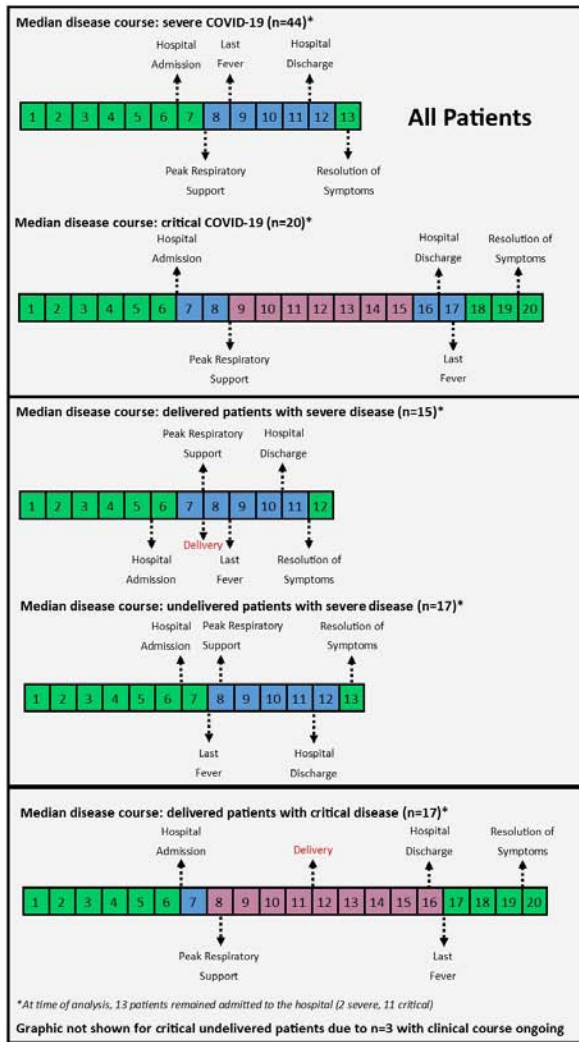 Median disease course: severe COVID-19 (n=44)*
Hospital Admission
Last Fever
Hospital Discharge
1 2 3 4 5 6 7 8 9 10 11 12 13
All Patients
Peak Respiratory Support
Resolution of Symptoms
Median disease course: critical COVID-19 (n=20)*
Hospital Admission
Hospital Discharge
Resolution of Symptoms
1 2 3 4 5 6 7 8 9 10 11 12 13 14 15 16 17 18 19 20
Peak Respiratory Support
Last Fever
Median disease course: delivered patients with severe disease (n=15)*
Peak Respiratory Support
Hospital Discharge
1 2 3 4 5 6 7 8 9 10 11 12
Hospital Admission
Delivery
Last Fever
Resolution of Symptoms
Median disease course: undelivered patients with severe disease (n=17)*
Hospital Admission
Peak Respiratory Support
Resolution of Symptoms
1 2 3 4 5 6 7 8 9 10 11 12 13
Last Fever
Hospital Discharge
Median disease course: delivered patients with critical disease (n=17)*
Hospital Admission
Delivery
Hospital Discharge
Resolution of Symptoms
1 2 3 4 5 6 7 8 9 10 11 12 13 14 15 16 17 18 19 20
Peak Respiratory Support
Last Fever
*At time of analysis, 13 patients remained admitted to the hospital (2 severe, 11 critical)
Graphic not shown for critical undelivered patients due to n=3 with clinical course ongoing